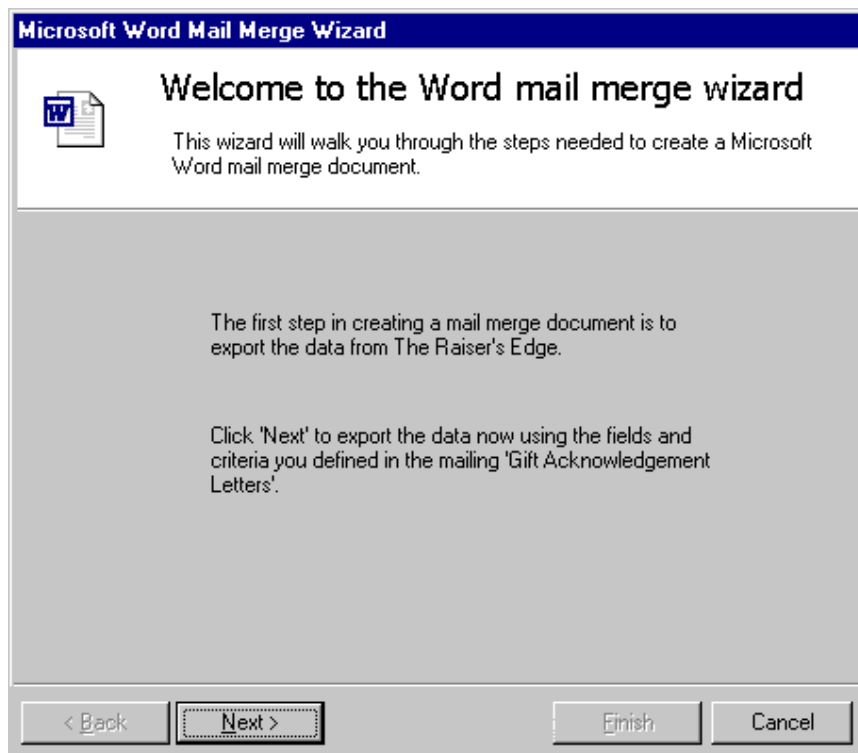 Microsoft Word Mail Merge Wizard
W
Welcome to the Word mail merge wizard
This wizard will walk you through the steps needed to create a Microsoft
Word mail merge document.
The first step in creating a mail merge document is to
export the data from The Raiser's Edge.
Click 'Next' to export the data now using the fields and
criteria you defined in the mailing 'Gift Acknowledgement
Letters'.
< Back
Next >
Finish
Cancel